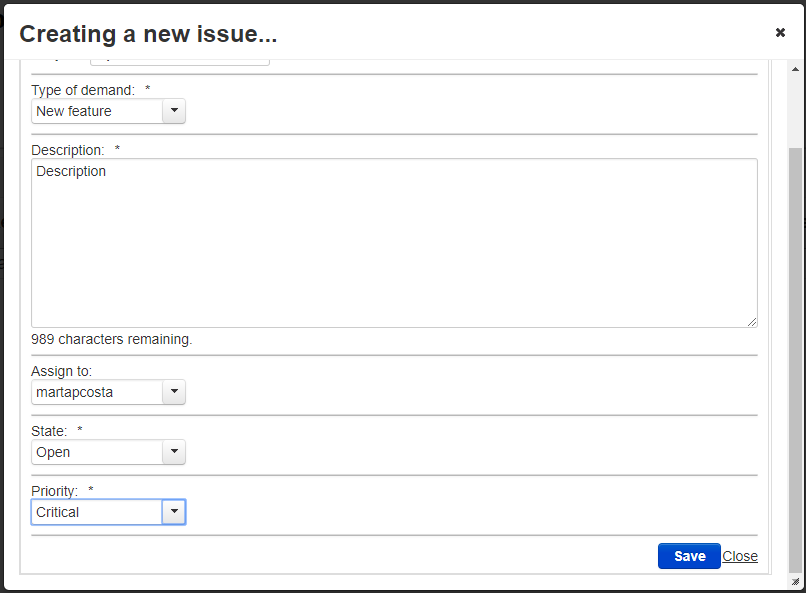 Creating a new issue...
Type of demand: *
New feature
Description: *
Description
989 characters remaining.
Assign to:
martapcosta
State: *
Open
Priority: *
Critical
Save Close